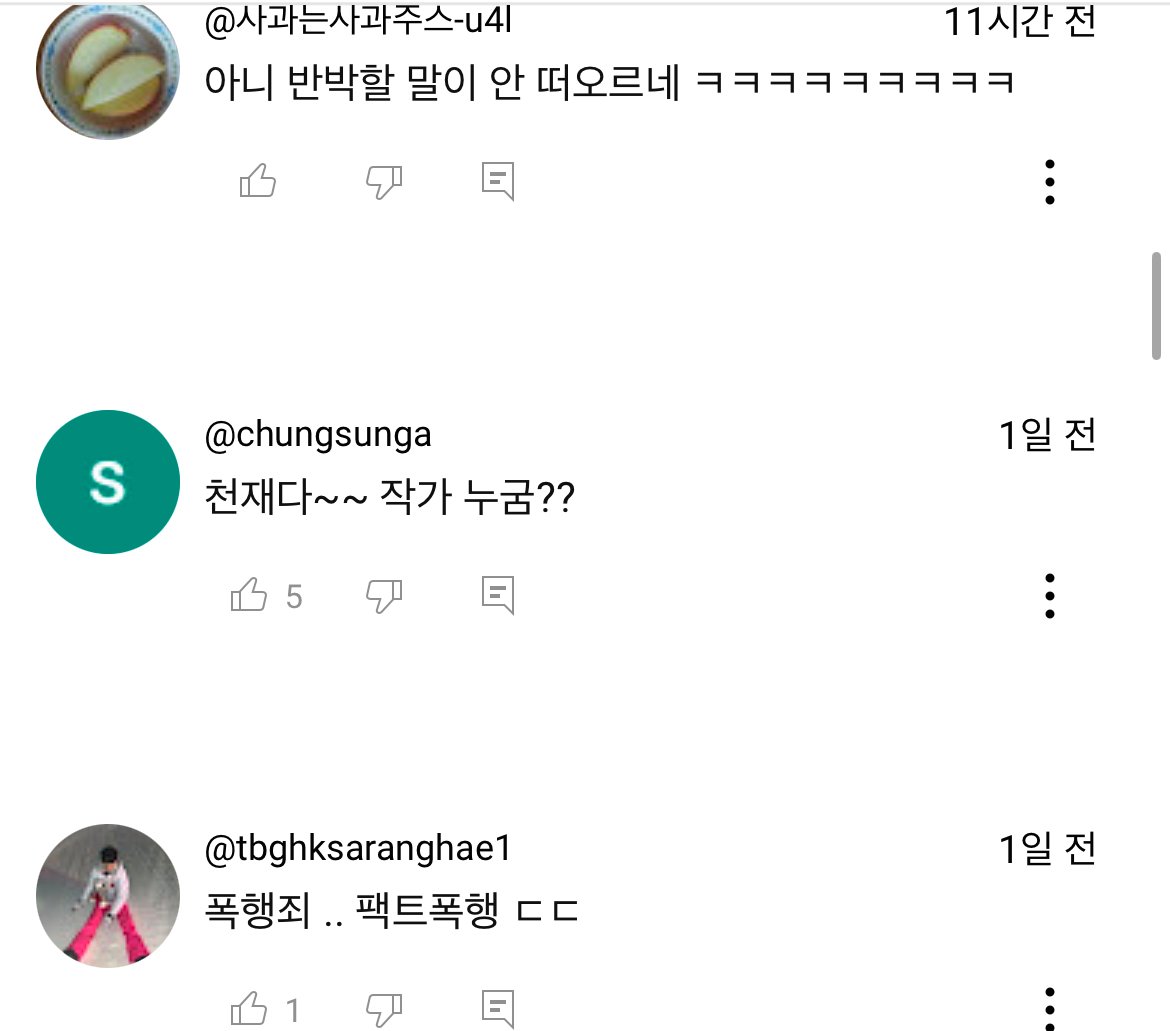 @사과는사과주스-u4l 11시간 전
아니 반박할 말이 안 떠오르네 ㅋㅋㅋㅋㅋㅋㅋㅋㅋ
S
@chungsunga 1일 전
천재다~~ 작가 누굼??
5
@tbghksaranghae1 1일 전
폭행죄 .. 팩트폭행 ㄷㄷ
1